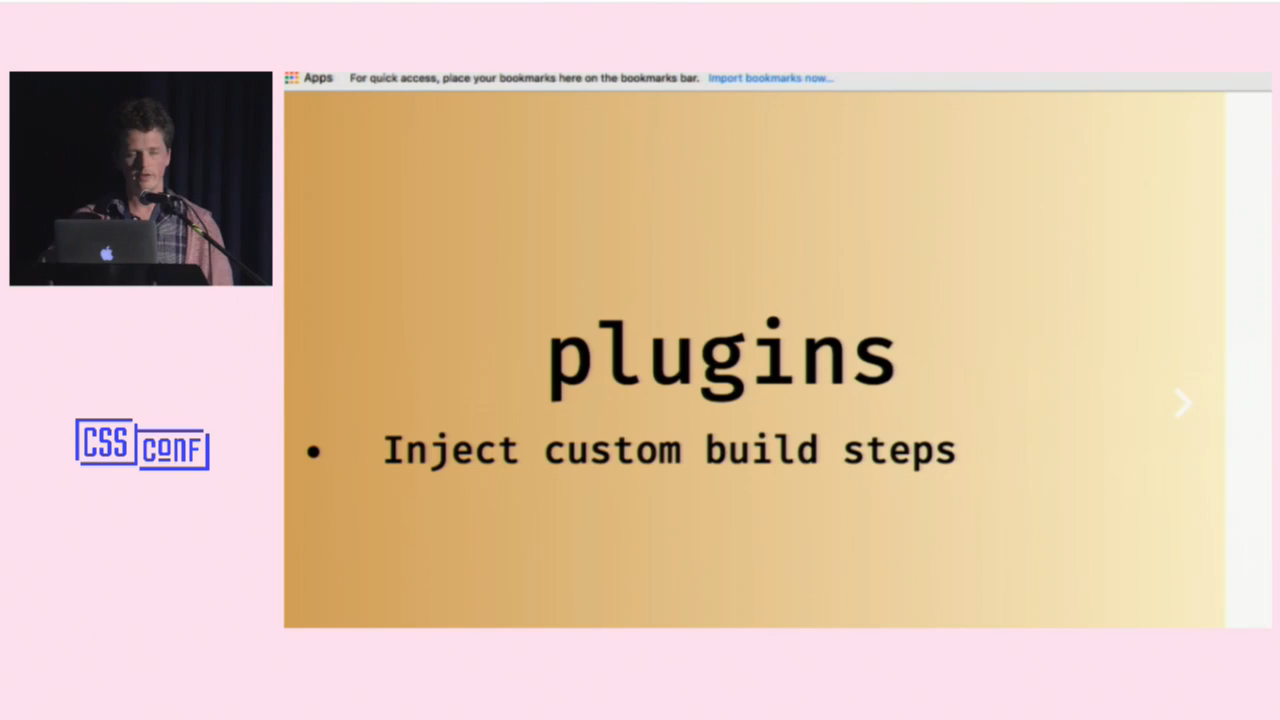 Apps For quick access, place your bookmarks here on the bookmarks bar. Import bookmarks now...
plugins
• Inject custom build steps
CSS
CONF